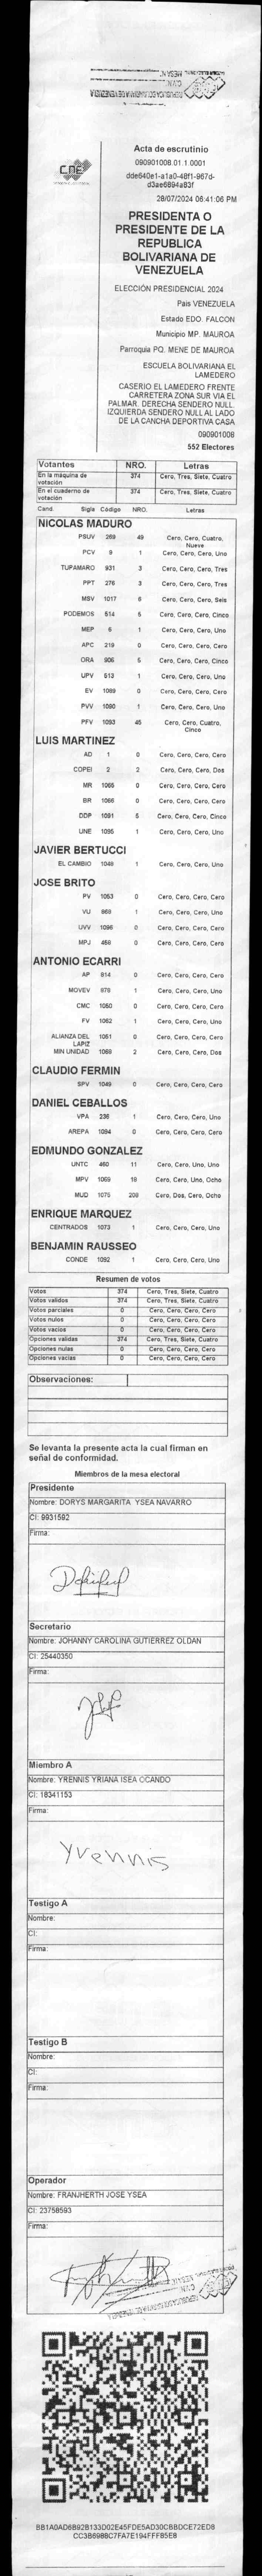 CNE
Acta de escrutinio
090901008.01.1.0001
dde640e1-a1a0-48f1-967d-
d3ae6894a83f
28/07/2024 06:41:06 PM
PRESIDENTA O
PRESIDENTE DE LA
REPUBLICA
BOLIVARIANA DE
VENEZUELA
ELECCIÓN PRESIDENCIAL 2024
País VENEZUELA
Estado EDO. FALCON
Municipio MP. MAUROA
Parroquia PQ. MENE DE MAUROA
ESCUELA BOLIVARIANA EL
LAMEDERO
CASERIO EL LAMEDERO FRENTE
CARRETERA ZONA SUR VIA EL
PALMAR. DERECHA SENDERO NULL.
IZQUIERDA SENDERO NULL AL LADO
DE LA CANCHA DEPORTIVA CASA
090901008
552 Electores
Votantes NRO. Letras
En la máquina de votación 374 Cero, Tres, Siete, Cuatro
En el cuaderno de votación 374 Cero, Tres, Siete, Cuatro
Cand. Sigla Código NRO. Letras
NICOLAS MADURO
PSUV 269 49 Cero, Cero, Cuatro, Nueve
PCV 9 1 Cero, Cero, Cero, Uno
TUPAMARO 931 3 Cero, Cero, Cero, Tres
PPT 276 3 Cero, Cero, Cero, Tres
MSV 1017 6 Cero, Cero, Cero, Seis
PODEMOS 514 5 Cero, Cero, Cero, Cinco
MEP 6 1 Cero, Cero, Cero, Uno
APC 219 0 Cero, Cero, Cero, Cero
ORA 906 5 Cero, Cero, Cero, Cinco
UPV 513 1 Cero, Cero, Cero, Uno
EV 1089 0 Cero, Cero, Cero, Cero
PVV 1090 1 Cero, Cero, Cero, Uno
PFV 1093 45 Cero, Cero, Cuatro, Cinco
LUIS MARTINEZ
AD 1 0 Cero, Cero, Cero, Cero
COPEI 2 2 Cero, Cero, Cero, Dos
MR 1065 0 Cero, Cero, Cero, Cero
BR 1066 0 Cero, Cero, Cero, Cero
DDP 1091 5 Cero, Cero, Cero, Cinco
UNE 1095 1 Cero, Cero, Cero, Uno
JAVIER BERTUCCI
EL CAMBIO 1048 1 Cero, Cero, Cero, Uno
JOSE BRITO
PV 1053 0 Cero, Cero, Cero, Cero
VU 868 1 Cero, Cero, Cero, Uno
UVV 1096 0 Cero, Cero, Cero, Cero
MPJ 458 0 Cero, Cero, Cero, Cero
ANTONIO ECARRI
AP 814 0 Cero, Cero, Cero, Cero
MOVEV 878 1 Cero, Cero, Cero, Uno
CMC 1050 0 Cero, Cero, Cero, Cero
FV 1062 1 Cero, Cero, Cero, Uno
ALIANZA DEL LAPIZ 1051 0 Cero, Cero, Cero, Cero
MIN UNIDAD 1068 2 Cero, Cero, Cero, Dos
CLAUDIO FERMIN
SPV 1049 0 Cero, Cero, Cero, Cero
DANIEL CEBALLOS
VPA 236 1 Cero, Cero, Cero, Uno
AREPA 1094 0 Cero, Cero, Cero, Cero
EDMUNDO GONZALEZ
UNTC 460 11 Cero, Cero, Uno, Uno
MPV 1069 18 Cero, Cero, Uno, Ocho
MUD 1075 208 Cero, Dos, Cero, Ocho
ENRIQUE MARQUEZ
CENTRADOS 1073 1 Cero, Cero, Cero, Uno
BENJAMIN RAUSSEO
CONDE 1092 1 Cero, Cero, Cero, Uno
Resumen de votos
Votos 374 Cero, Tres, Siete, Cuatro
Votos validos 374 Cero, Tres, Siete, Cuatro
Votos parciales 0 Cero, Cero, Cero, Cero
Votos nulos 0 Cero, Cero, Cero, Cero
Votos vacios 0 Cero, Cero, Cero, Cero
Opciones validas 374 Cero, Tres, Siete, Cuatro
Opciones nulas 0 Cero, Cero, Cero, Cero
Opciones vacias 0 Cero, Cero, Cero, Cero
Observaciones:
Se levanta la presente acta la cual firman en
señal de conformidad.
Miembros de la mesa electoral
Presidente
Nombre: DORYS MARGARITA YSEA NAVARRO
CI: 9931592
Firma:
Secretario
Nombre: JOHANNY CAROLINA GUTIERREZ OLDAN
CI: 25440350
Firma:
Miembro A
Nombre: YRENNIS YRIANA ISEA OCANDO
CI: 18341153
Firma:
Yrennis
Testigo A
Nombre:
CI:
Firma:
Testigo B
Nombre:
CI:
Firma:
Operador
Nombre: FRANJHERTH JOSE YSEA
CI: 23758593
Firma:
BB1A0AD6B92B133D02E45FDE5AD30CBBDCE72ED8
CC3B698BC7FA7E194FFF85E8